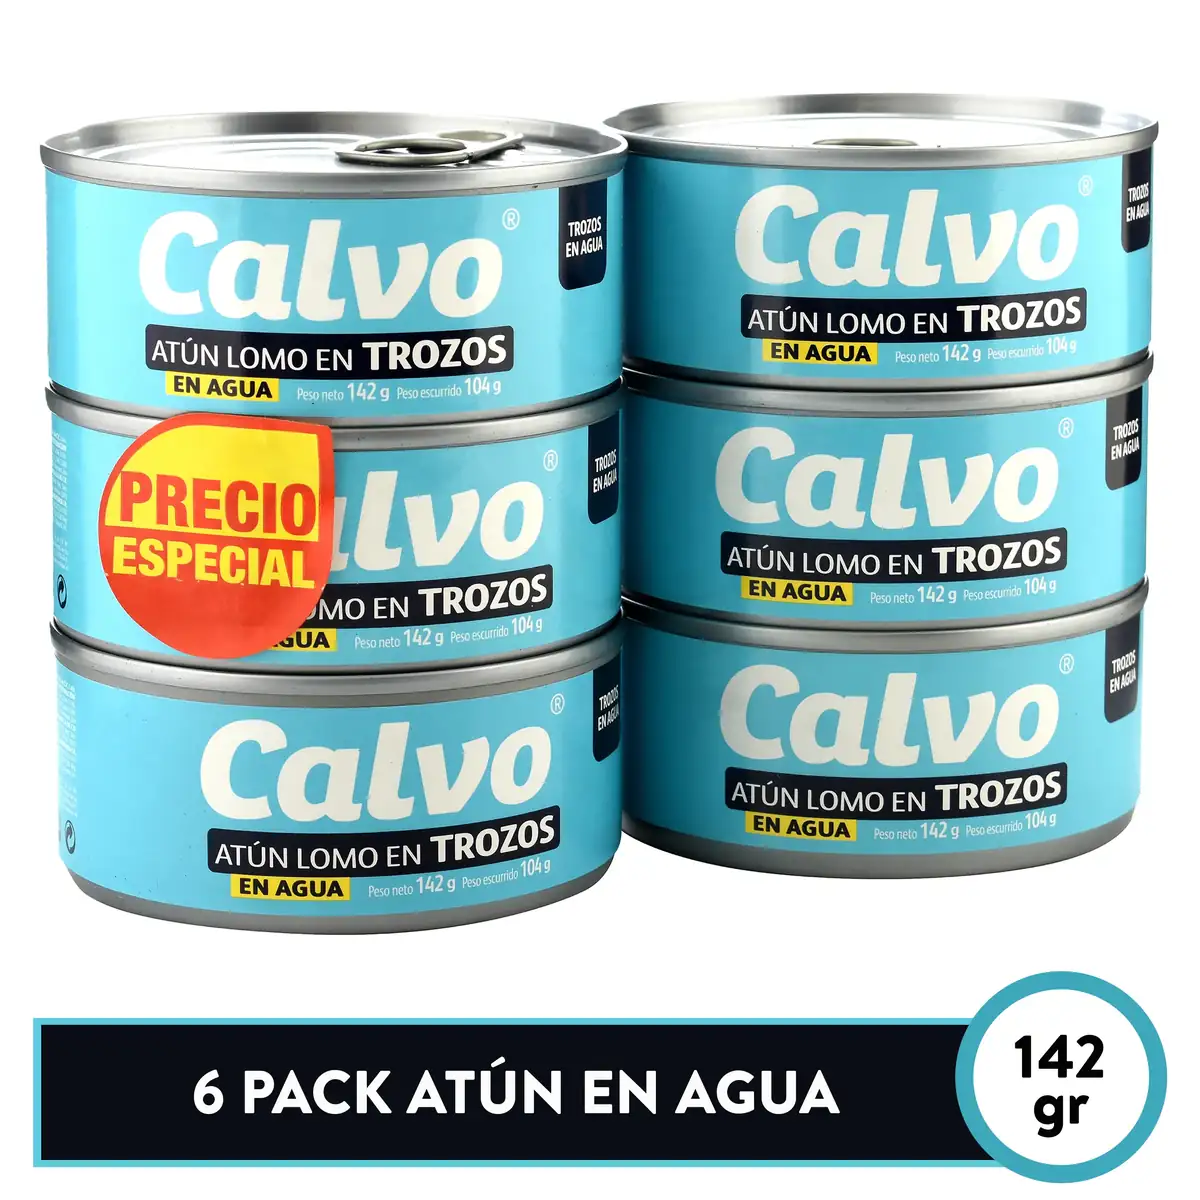 Calvo®
TROZOS
EN AGUA
ATÚN LOMO EN TROZOS
EN AGUA Peso neto 142 g Peso escurrido 104 g
Calvo®
TROZOS
EN AGUA
ATÚN LOMO EN TROZOS
EN AGUA Peso neto 142 g Peso escurrido 104 g
PRECIO
ESPECIAL
lvo®
TROZOS
EN AGUA
OMO EN TROZOS
GUA Peso neto 142 g Peso escurrido 104 g
Calvo®
TROZOS
EN AGUA
ATÚN LOMO EN TROZOS
EN AGUA Peso neto 142 g Peso escurrido 104 g
Calvo®
TROZOS
EN AGUA
ATÚN LOMO EN TROZOS
EN AGUA Peso neto 142 g Peso escurrido 104 g
Calvo®
TROZOS
EN AGUA
ATÚN LOMO EN TROZOS
EN AGUA Peso neto 142 g Peso escurrido 104 g
6 PACK ATÚN EN AGUA
142
gr